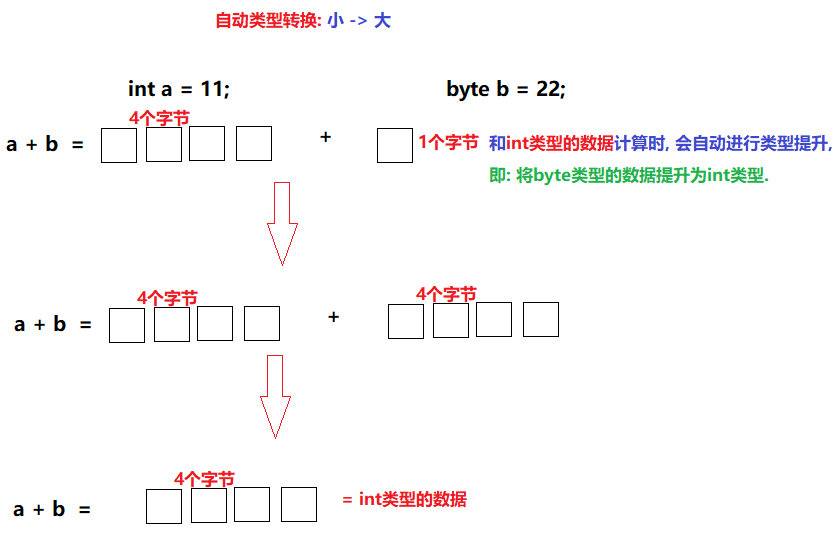 自动类型转换: 小 -> 大
int a = 11; byte b = 22;
4个字节
a + b = + 1个字节 和int类型的数据计算时, 会自动进行类型提升,
即: 将byte类型的数据提升为int类型.
4个字节 4个字节
a + b = +
4个字节
a + b = = int类型的数据